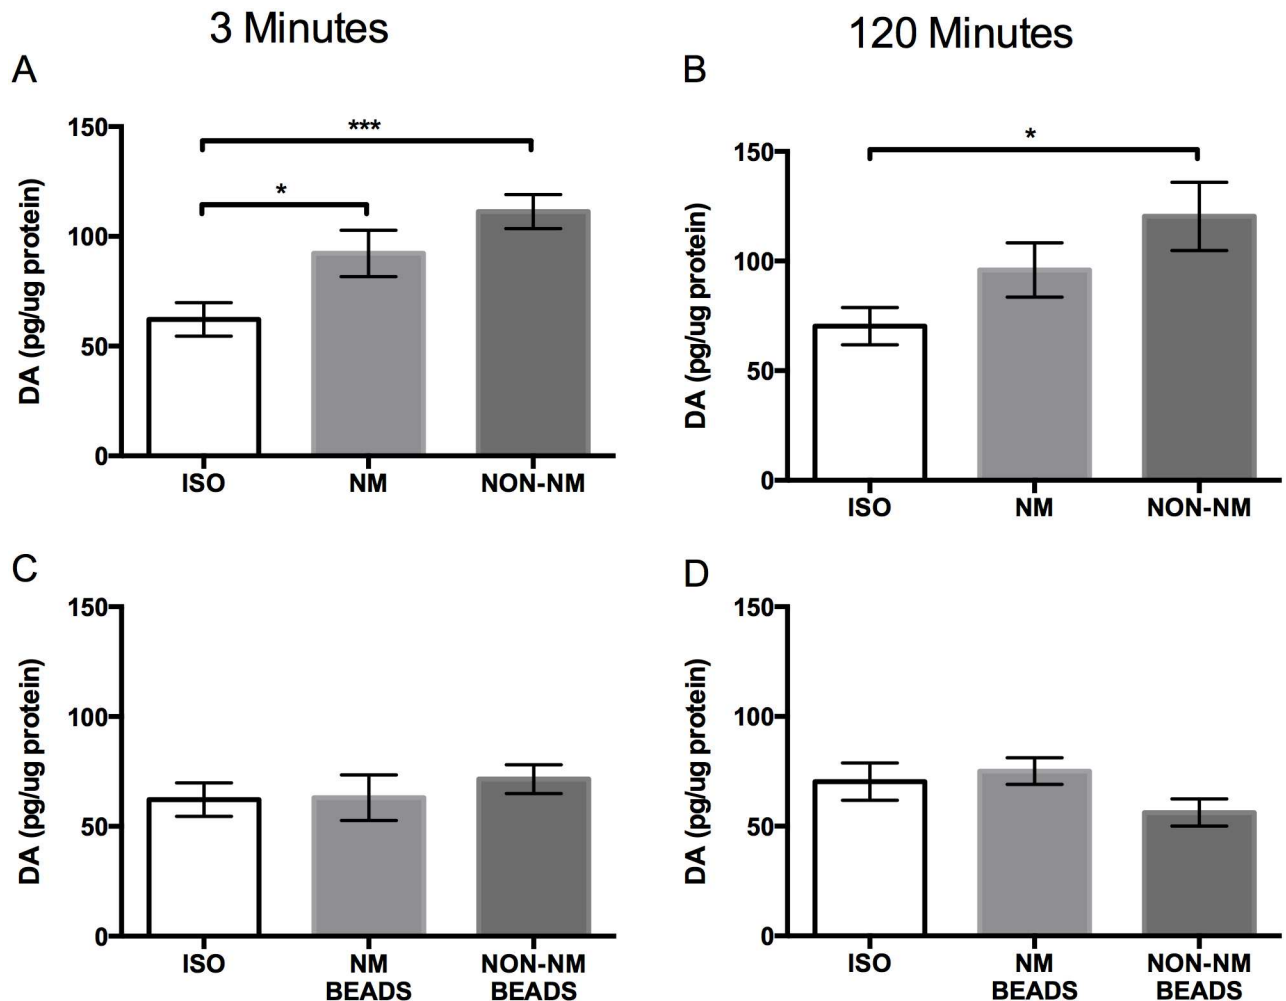 3 Minutes
120 Minutes
A
DA (pg/ug protein)
150
100
50
0
***
*
ISO NM NON-NM
B
DA (pg/ug protein)
150
100
50
0
*
ISO NM NON-NM
C
DA (pg/ug protein)
150
100
50
0
ISO NM NON-NM
BEADS BEADS
D
DA (pg/ug protein)
150
100
50
0
ISO NM NON-NM
BEADS BEADS